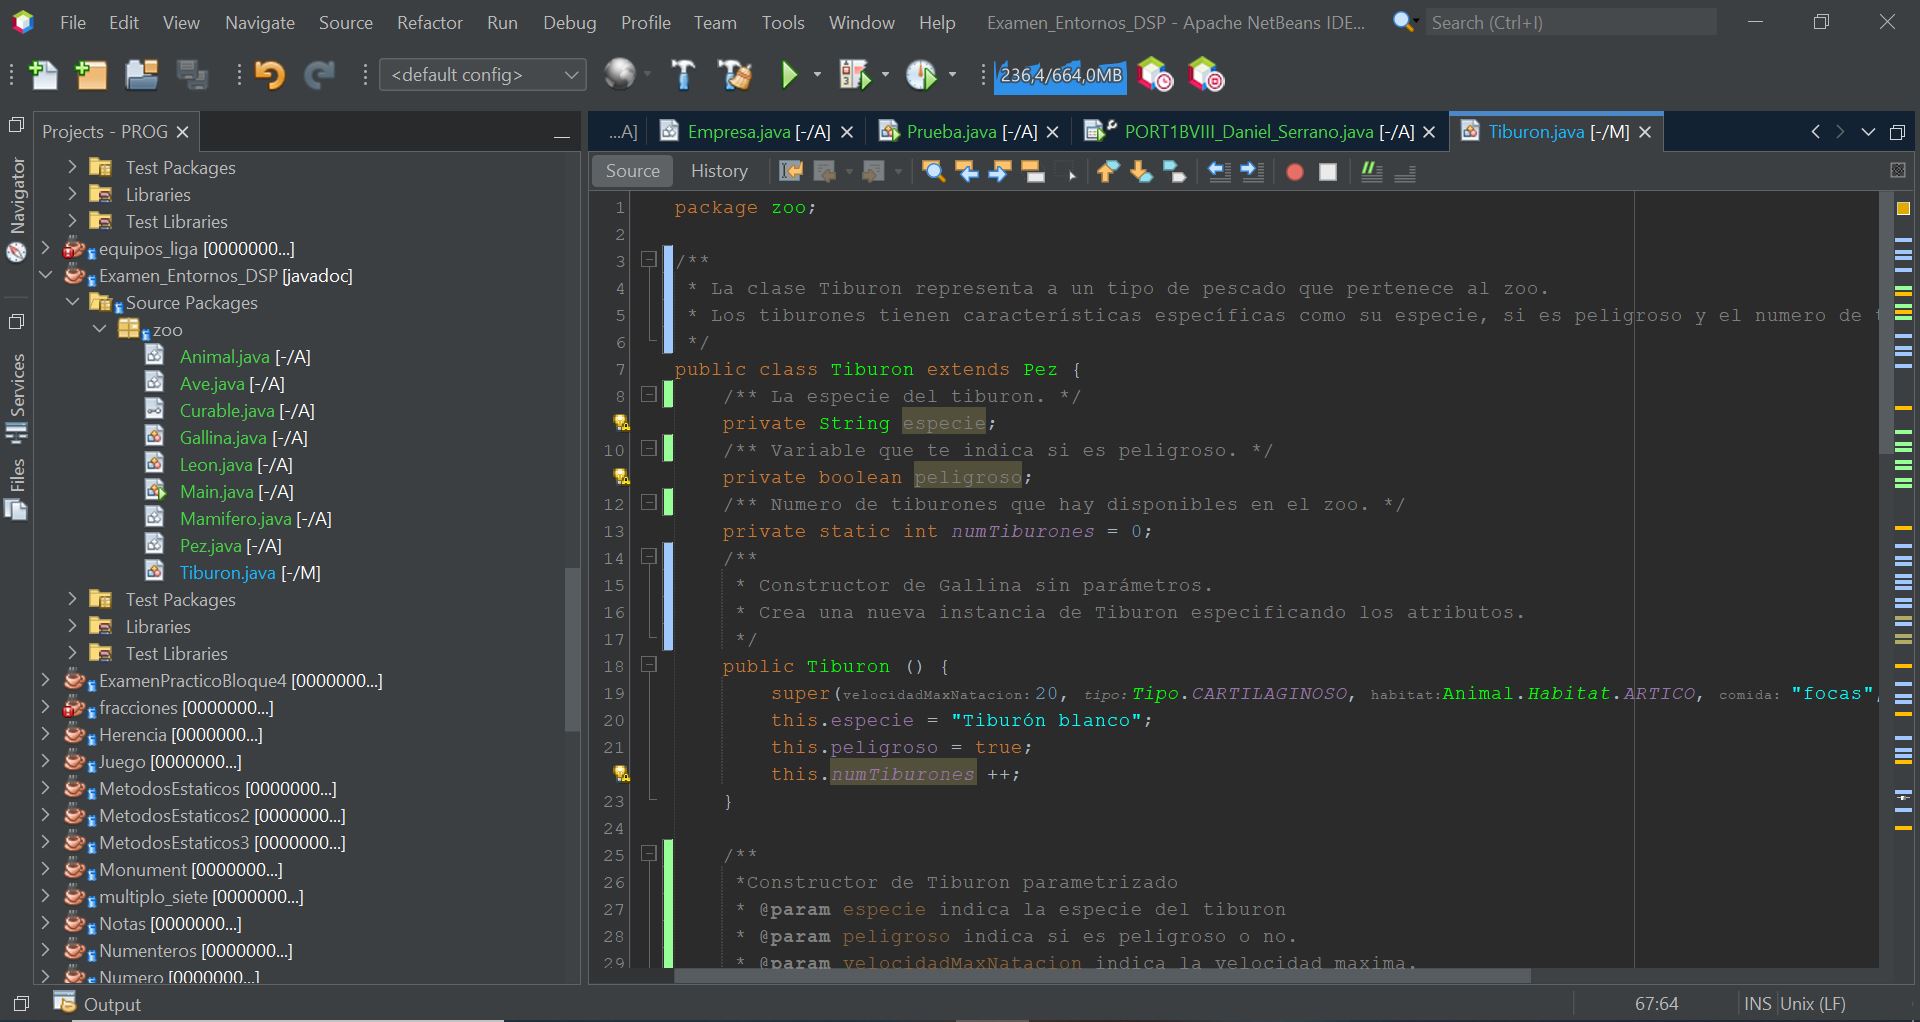 File Edit View Navigate Source Refactor Run Debug Profile Team Tools Window Help Examen_Entornos_DSP - Apache NetBeans IDE... Search (Ctrl+I)
<default config> 236,4/664,0MB
Projects - PROG
...A] Empresa.java [-/A] Prueba.java [-/A] PORT1BVIII_Daniel_Serrano.java [-/A] Tiburon.java [-/M]
Source History
Navigator
Services
Files
Test Packages
Libraries
Test Libraries
equipos_liga [0000000...]
Examen_Entornos_DSP [javadoc]
Source Packages
zoo
Animal.java [-/A]
Ave.java [-/A]
Curable.java [-/A]
Gallina.java [-/A]
Leon.java [-/A]
Main.java [-/A]
Mamifero.java [-/A]
Pez.java [-/A]
Tiburon.java [-/M]
Test Packages
Libraries
Test Libraries
ExamenPracticoBloque4 [0000000...]
fracciones [0000000...]
Herencia [0000000...]
Juego [0000000...]
MetodosEstaticos [0000000...]
MetodosEstaticos2 [0000000...]
MetodosEstaticos3 [0000000...]
Monument [0000000...]
multiplo_siete [0000000...]
Notas [0000000...]
Numenteros [0000000...]
Numero [0000000...]
1 package zoo;
2
3 /**
4 * La clase Tiburon representa a un tipo de pescado que pertenece al zoo.
5 * Los tiburones tienen características específicas como su especie, si es peligroso y el numero de
6 */
7 public class Tiburon extends Pez {
8 /** La especie del tiburon. */
private String especie;
10 /** Variable que te indica si es peligroso. */
private boolean peligroso;
12 /** Numero de tiburones que hay disponibles en el zoo. */
13 private static int numTiburones = 0;
14 /**
15 * Constructor de Gallina sin parámetros.
16 * Crea una nueva instancia de Tiburon especificando los atributos.
17 */
18 public Tiburon () {
19 super(velocidadMaxNatacion: 20, tipo: Tipo.CARTILAGINOSO, habitat: Animal.Habitat.ARTICO, comida: "focas",
20 this.especie = "Tiburón blanco";
21 this.peligroso = true;
this.numTiburones ++;
23 }
24
25 /**
26 *Constructor de Tiburon parametrizado
27 * @param especie indica la especie del tiburon
28 * @param peligroso indica si es peligroso o no.
29 * @param velocidadMaxNatacion indica la velocidad maxima.
Output
67:64 INS Unix (LF)